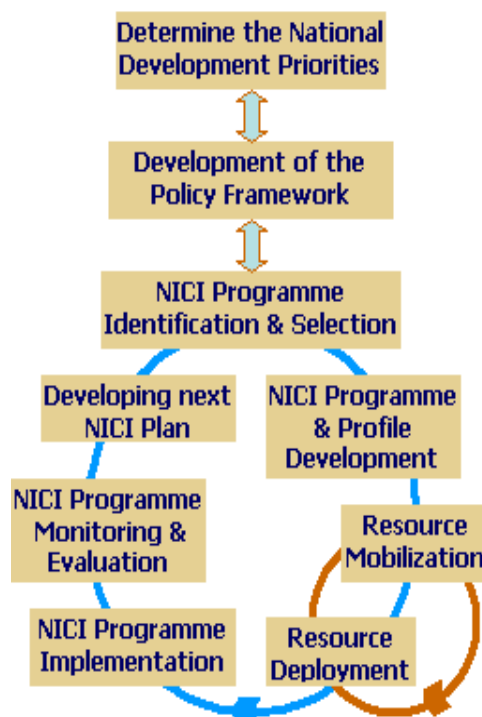 Determine the National
Development Priorities
Development of the
Policy Framework
NICI Programme
Identification & Selection
Developing next
NICI Plan
NICI Programme
& Profile
Development
NICI Programme
Monitoring &
Evaluation
Resource
Mobilization
NICI Programme
Implementation
Resource
Deployment